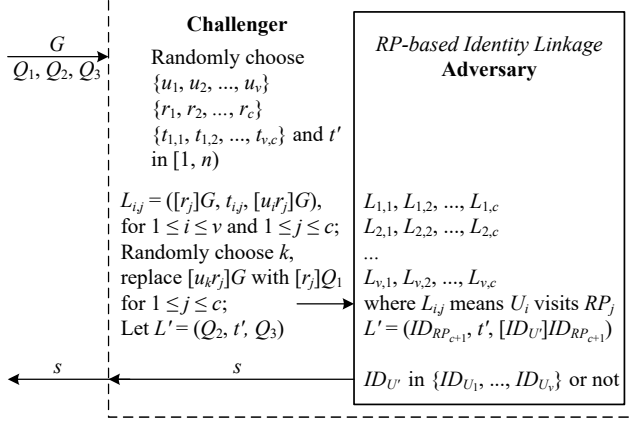 G
Q1, Q2, Q3
Challenger
Randomly choose
{u1, u2, ..., uv}
{r1, r2, ..., rc}
{t1,1, t1,2, ..., tv,c} and t'
in [1, n)
Li,j = ([rj]G, ti,j, [uirj]G),
for 1 ≤ i ≤ v and 1 ≤ j ≤ c;
Randomly choose k,
replace [ukrj]G with [rj]Q1
for 1 ≤ j ≤ c;
Let L' = (Q2, t', Q3)
RP-based Identity Linkage
Adversary
L1,1, L1,2, ..., L1,c
L2,1, L2,2, ..., L2,c
...
Lv,1, Lv,2, ..., Lv,c
where Li,j means Ui visits RPj
L' = (IDRPc+1, t', [IDU']IDRPc+1)
s
s
IDU' in {IDU1, ..., IDUv} or not